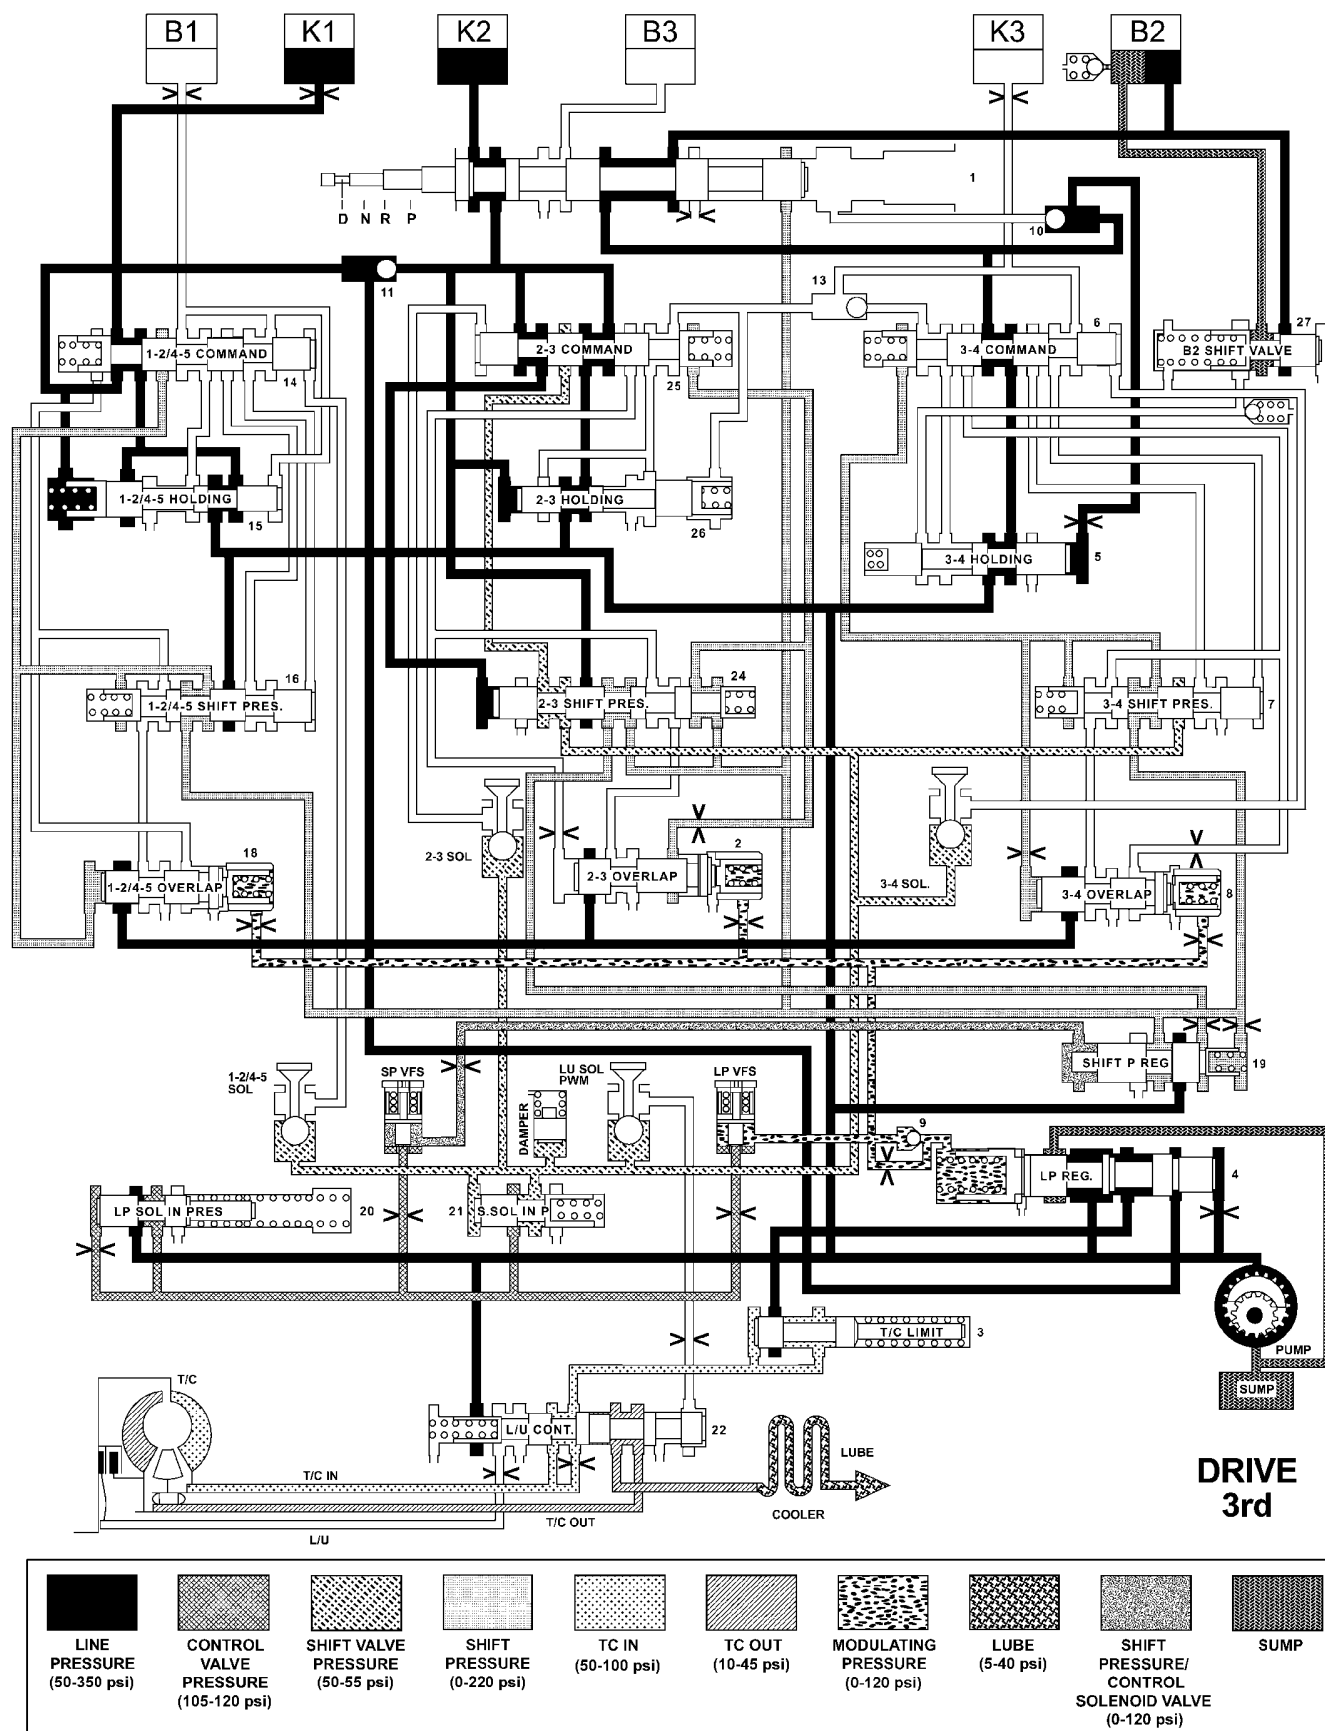 B1 K1 K2 B3 K3 B2
1
D N R P
10
11
13
6
27
1-2/4-5 COMMAND
2-3 COMMAND
3-4 COMMAND
B2 SHIFT VALVE
14
25
1-2/4-5 HOLDING
2-3 HOLDING
15
26
3-4 HOLDING
5
16
24
1-2/4-5 SHIFT PRES.
2-3 SHIFT PRES.
3-4 SHIFT PRES.
7
18
2-3 SOL
2
3-4 SOL.
1-2/4-5 OVERLAP
2-3 OVERLAP
3-4 OVERLAP
8
SHIFT P REG
19
1-2/4-5
SOL
SP VFS
LU SOL
PWM
LP VFS
DAMPER
9
LP REG.
4
LP SOL IN PRES
20
21
S.SOL IN P
T/C LIMIT
3
PUMP
SUMP
T/C
L/U CONT.
22
LUBE
T/C IN
COOLER
T/C OUT
L/U
DRIVE
3rd
LINE
PRESSURE
(50-350 psi)
CONTROL
VALVE
PRESSURE
(105-120 psi)
SHIFT VALVE
PRESSURE
(50-55 psi)
SHIFT
PRESSURE
(0-220 psi)
TC IN
(50-100 psi)
TC OUT
(10-45 psi)
MODULATING
PRESSURE
(0-120 psi)
LUBE
(5-40 psi)
SHIFT
PRESSURE/
CONTROL
SOLENOID VALVE
(0-120 psi)
SUMP